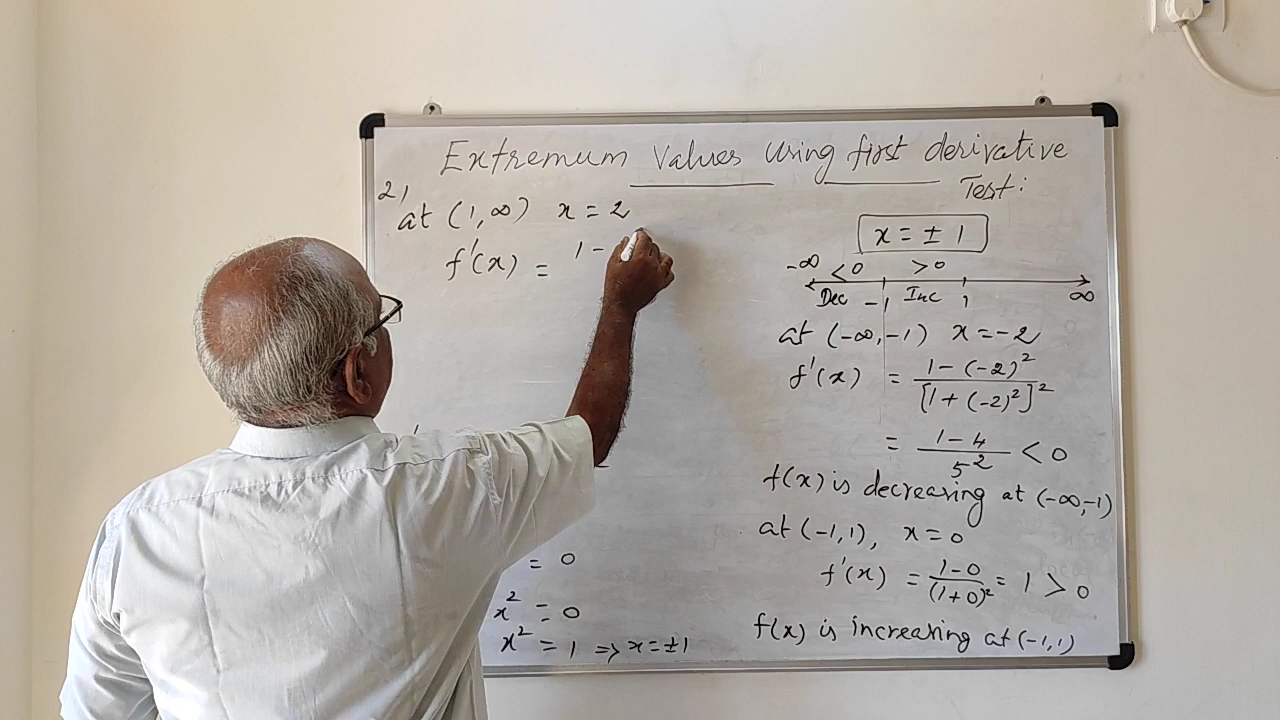 Extremum values using first derivative
Test:
2)
at (1,∞) x = 2
f'(x) = 1 -
= 0
x² = 0
x² = 1 => x = ±1
x = ± 1
-∞ <0 >0
Dec -1 Inc 1 ∞
at (-∞,-1) x = -2
f'(x) = 1-(-2)² / [1+(-2)²]²
= 1-4 / 5² < 0
f(x) is decreasing at (-∞,-1)
at (-1,1), x = 0
f'(x) = 1-0 / (1+0)² = 1 > 0
f(x) is increasing at (-1,1)